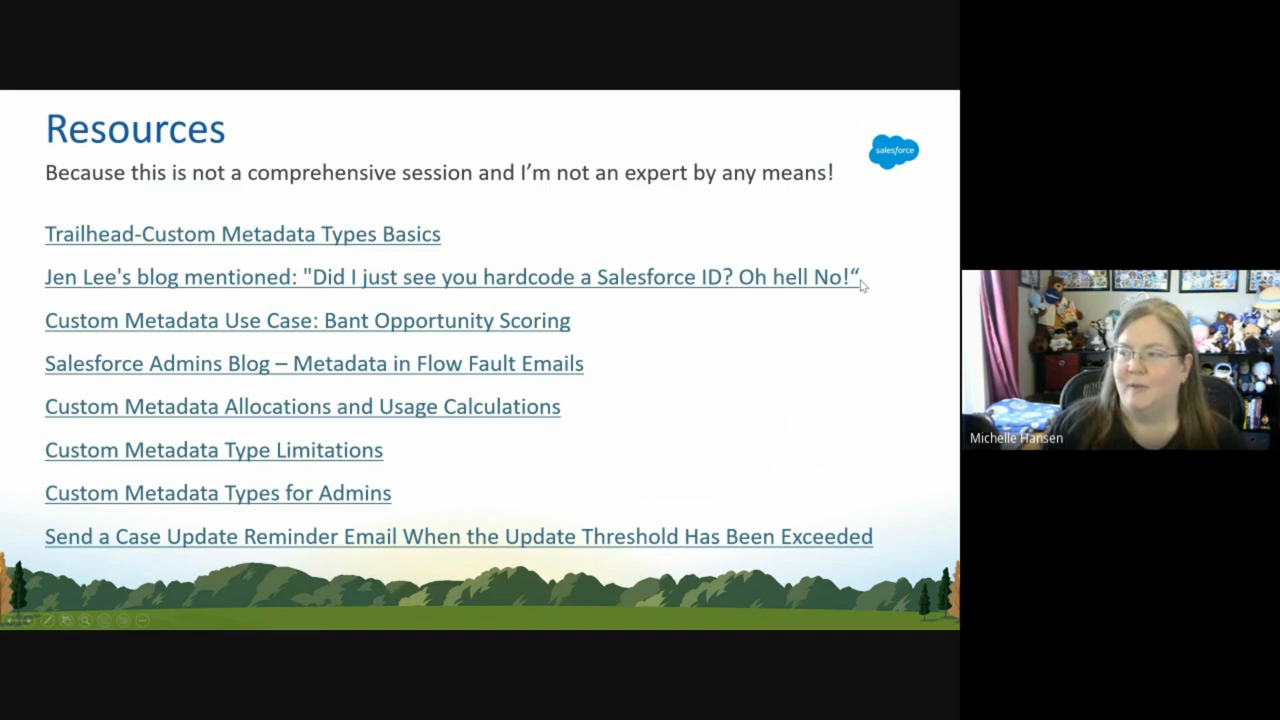 Resources
salesforce
Because this is not a comprehensive session and I’m not an expert by any means!
Trailhead-Custom Metadata Types Basics
Jen Lee's blog mentioned: "Did I just see you hardcode a Salesforce ID? Oh hell No!“
Custom Metadata Use Case: Bant Opportunity Scoring
Salesforce Admins Blog – Metadata in Flow Fault Emails
Custom Metadata Allocations and Usage Calculations
Custom Metadata Type Limitations
Custom Metadata Types for Admins
Send a Case Update Reminder Email When the Update Threshold Has Been Exceeded
Michelle Hansen